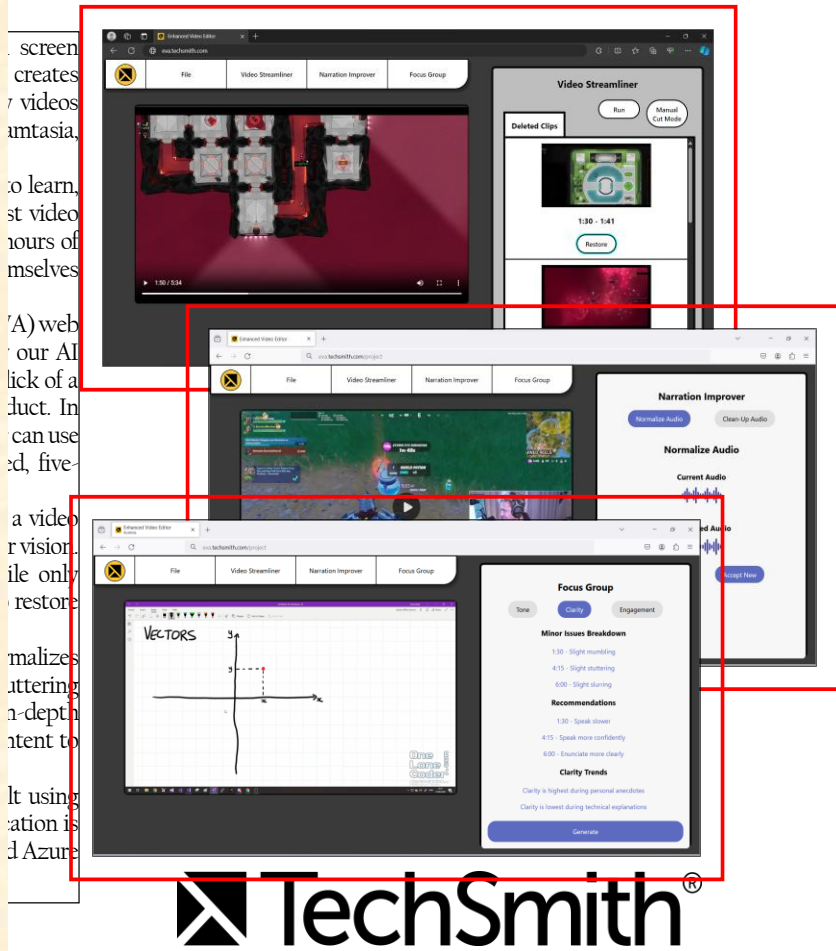 screen
creates
videos
amtasia,
to learn,
st video
hours of
mselves
VA) web
our AI
lick of a
duct. In
can use
ed, five-
a video
r vision.
ile only
restore
rmalizes
uttering
n-depth
ntent to
lt using
cation is
d Azure
Enhanced Video Editor
eva.techsmith.com
File Video Streamliner Narration Improver Focus Group
1:50 / 5:34
Video Streamliner
Run Manual Cut Mode
Deleted Clips
1:30 - 1:41
Restore
Enhanced Video Editor
eva.techsmith.com/project
File Video Streamliner Narration Improver Focus Group
Narration Improver
Normalize Audio Clean-Up Audio
Normalize Audio
Current Audio
ed Audio
Accept New
Enhanced Video Editor
eva.techsmith.com/project
File Video Streamliner Narration Improver Focus Group
VECTORS
y
y
x
x
One
Lone
Coder
Focus Group
Tone Clarity Engagement
Minor Issues Breakdown
1:30 - Slight mumbling
4:15 - Slight stuttering
6:00 - Slight slurring
Recommendations
1:30 - Speak slower
4:15 - Speak more confidently
6:00 - Enunciate more clearly
Clarity Trends
Clarity is highest during personal anecdotes
Clarity is lowest during technical explanations
Generate
TechSmith®